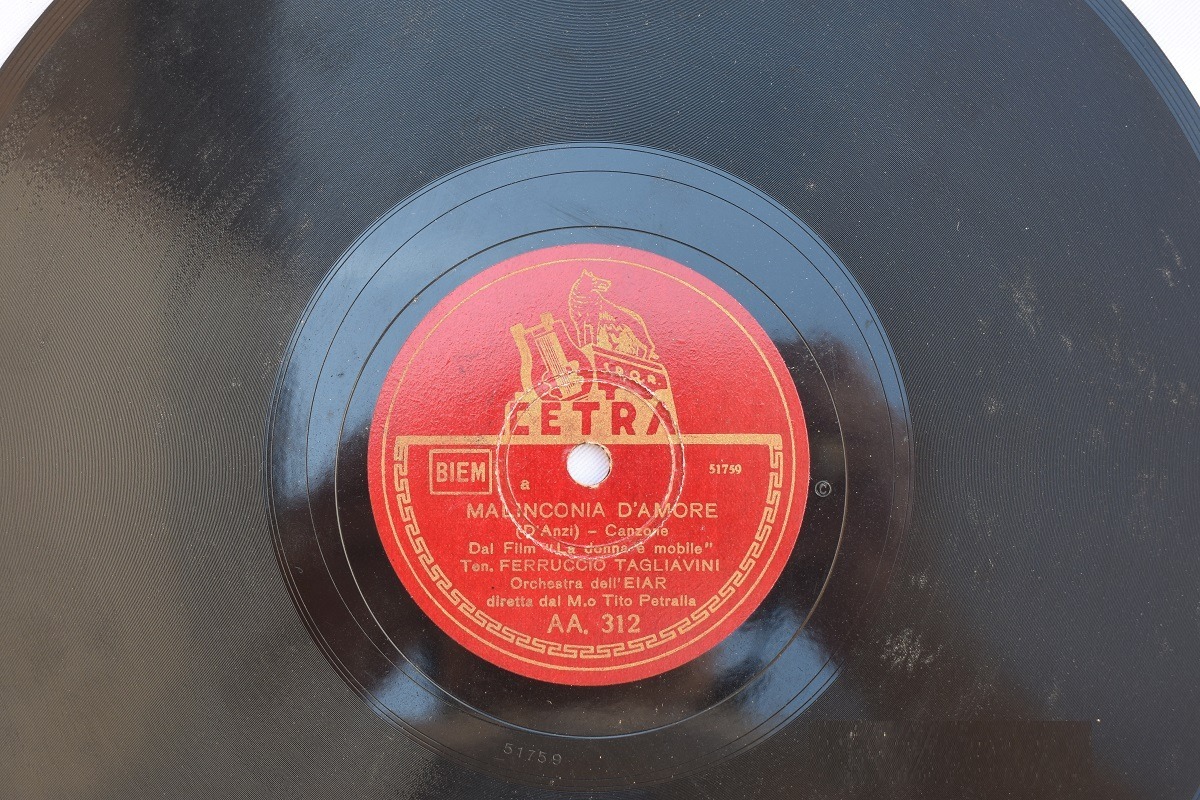 S.P.Q.R.
CETRA
BIEM
a
51759
MALINCONIA D'AMORE
(D'Anzi) - Canzone
Dal Film "La donna è mobile"
Ten. FERRUCCIO TAGLIAVINI
Orchestra dell'EIAR
diretta dal M.o Tito Petralia
AA. 312
©
51759